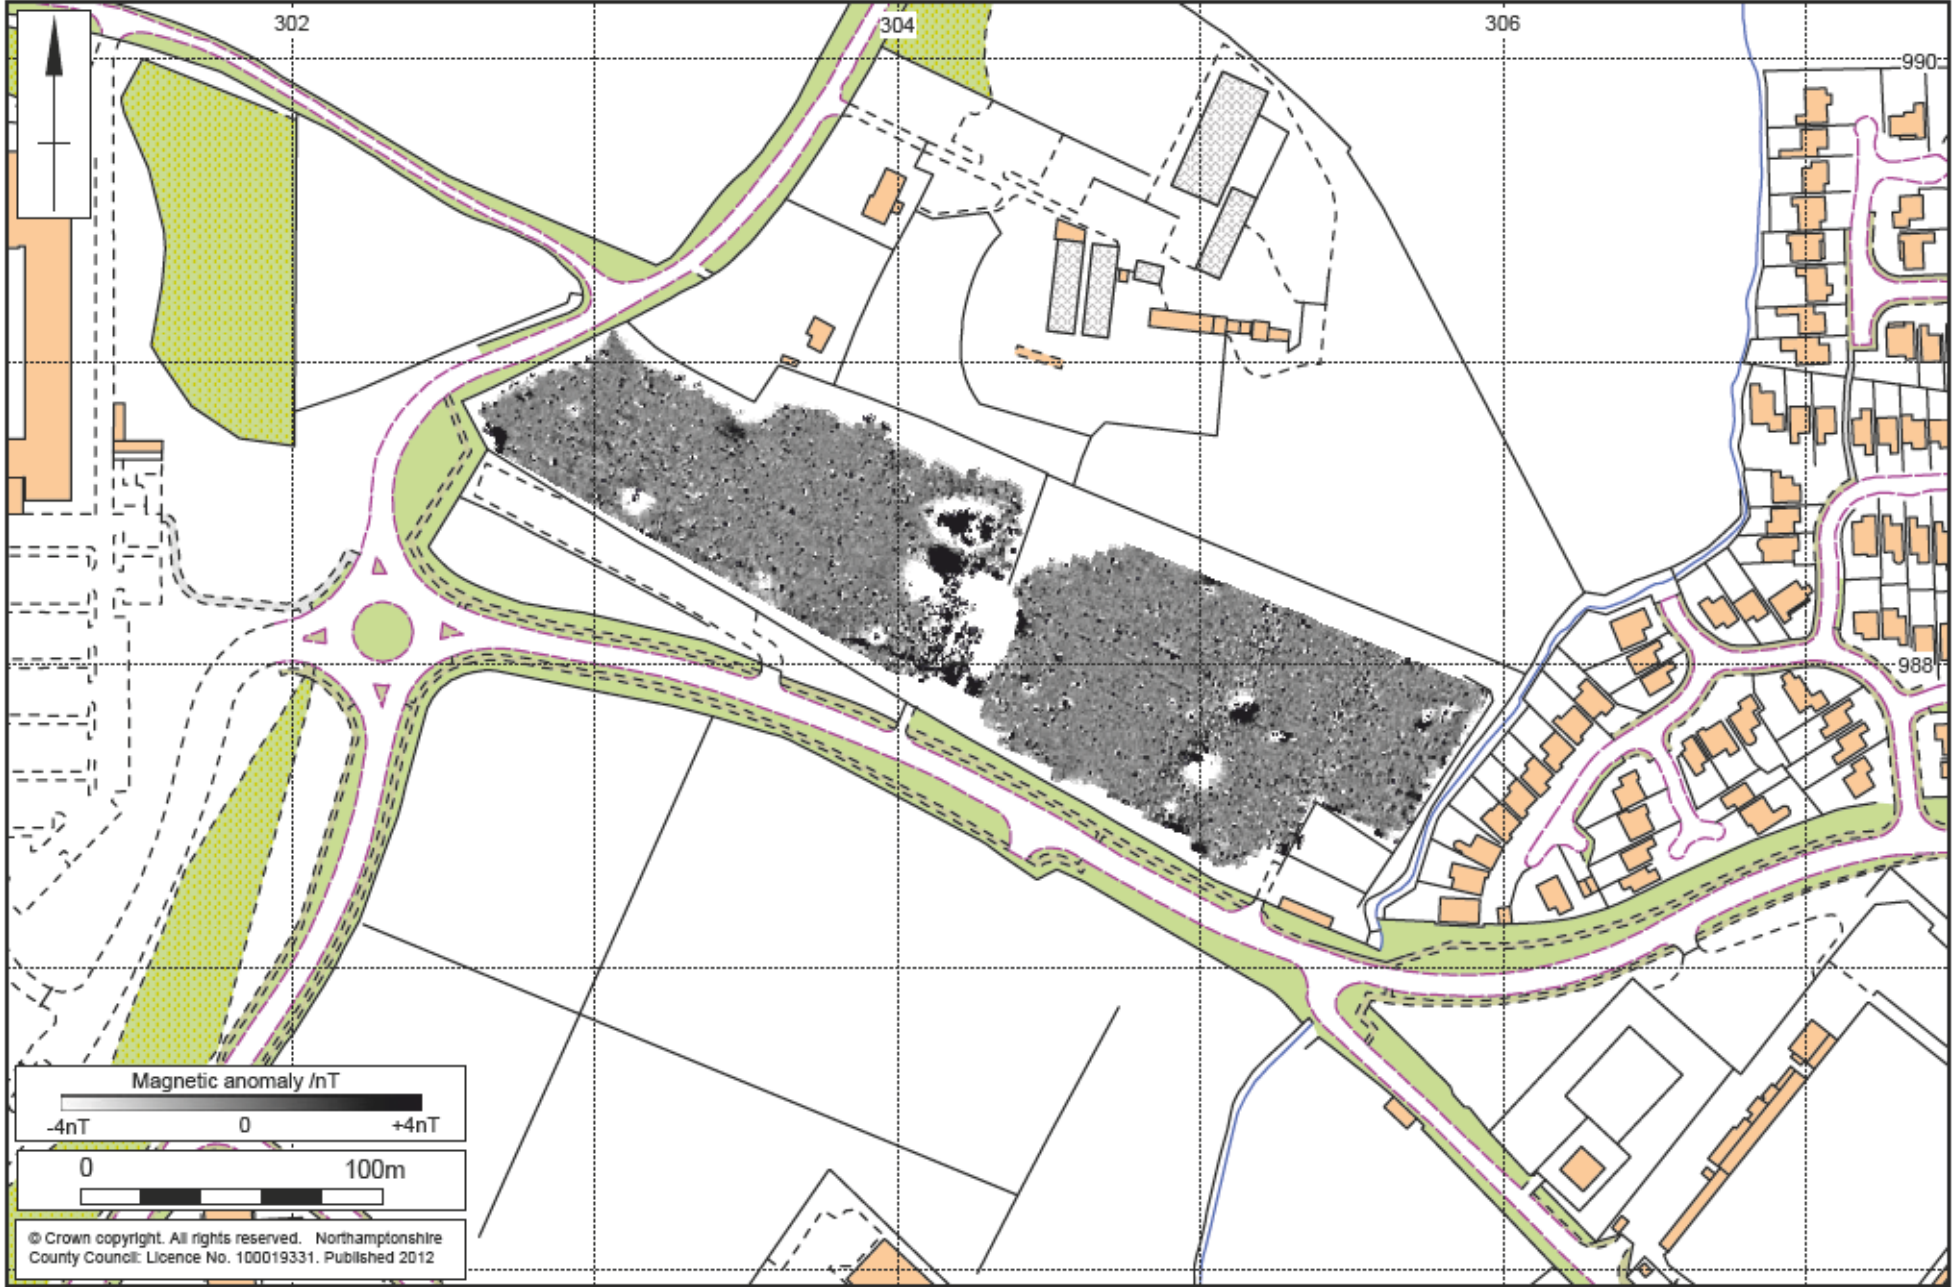 302
304
306
990
988
Magnetic anomaly /nT
-4nT 0 +4nT
0 100m
© Crown copyright. All rights reserved. Northamptonshire
County Council: Licence No. 100019331. Published 2012